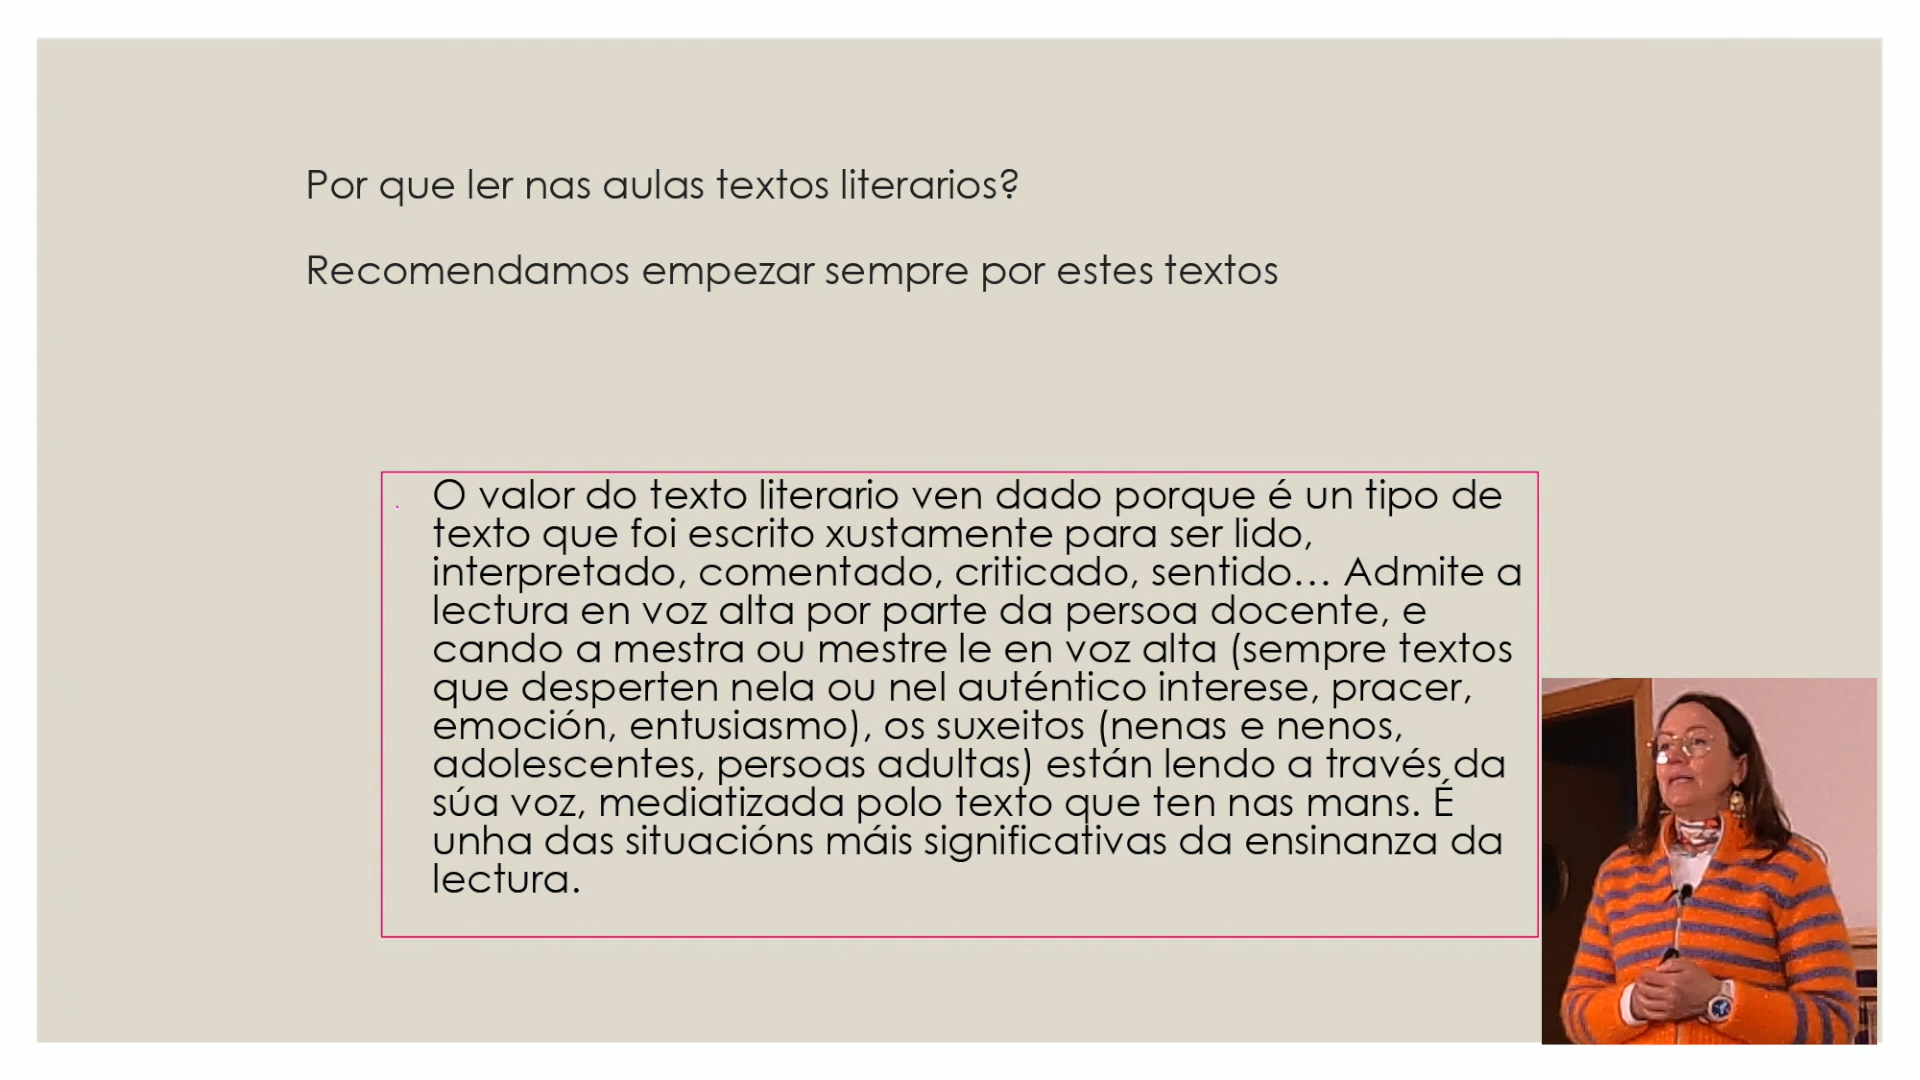 Por que ler nas aulas textos literarios?
Recomendamos empezar sempre por estes textos
O valor do texto literario ven dado porque é un tipo de
texto que foi escrito xustamente para ser lido,
interpretado, comentado, criticado, sentido… Admite a
lectura en voz alta por parte da persoa docente, e
cando a mestra ou mestre le en voz alta (sempre textos
que desperten nela ou nel auténtico interese, pracer,
emoción, entusiasmo), os suxeitos (nenas e nenos,
adolescentes, persoas adultas) están lendo a través da
súa voz, mediatizada polo texto que ten nas mans. É
unha das situacións máis significativas da ensinanza da
lectura.